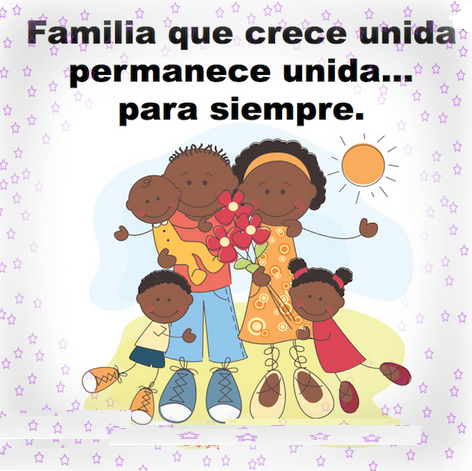 Familia que crece unida
permanece unida...
para siempre.